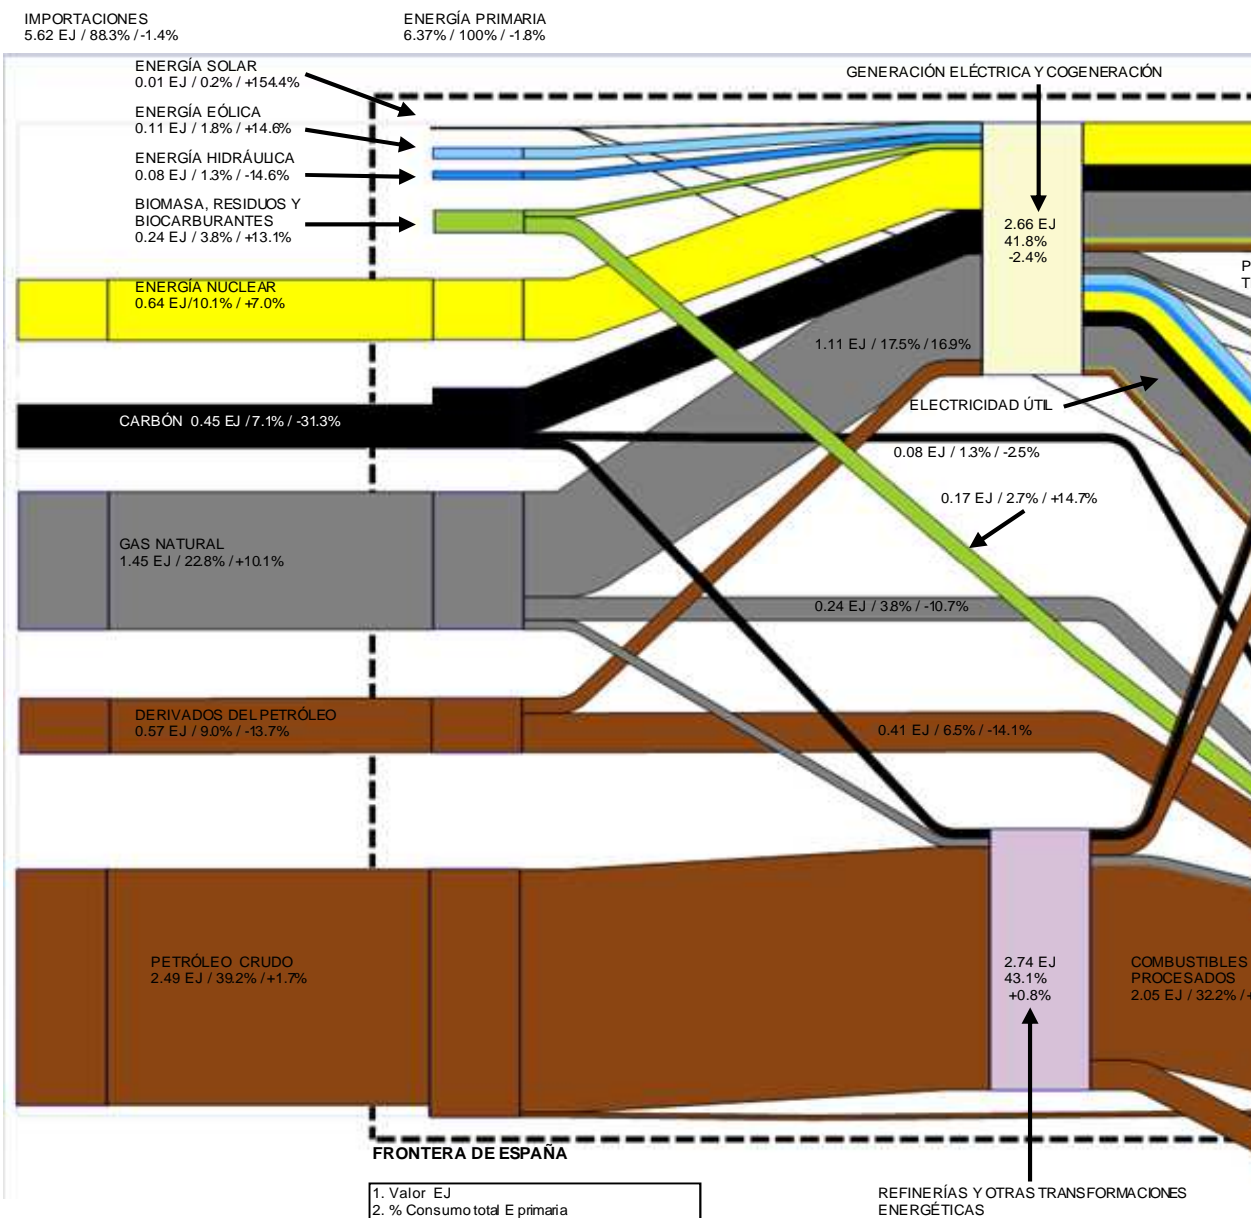 IMPORTACIONES
5.62 EJ / 88.3% / -1.4%
ENERGÍA PRIMARIA
6.37% / 100% / -1.8%
ENERGÍA SOLAR
0.01 EJ / 0.2% / +154.4%
GENERACIÓN ELÉCTRICA Y COGENERACIÓN
ENERGÍA EÓLICA
0.11 EJ / 1.8% / +14.6%
ENERGÍA HIDRÁULICA
0.08 EJ / 1.3% / -14.6%
BIOMASA, RESIDUOS Y
BIOCARBURANTES
0.24 EJ / 3.8% / +13.1%
2.66 EJ
41.8%
-2.4%
P
T
ENERGÍA NUCLEAR
0.64 EJ/10.1% / +7.0%
1.11 EJ / 17.5% / 16.9%
ELECTRICIDAD ÚTIL
CARBÓN 0.45 EJ / 7.1% / -31.3%
0.08 EJ / 1.3% / -2.5%
0.17 EJ / 2.7% / +14.7%
GAS NATURAL
1.45 EJ / 22.8% / +10.1%
0.24 EJ / 3.8% / -10.7%
DERIVADOS DEL PETRÓLEO
0.57 EJ / 9.0% / -13.7%
0.41 EJ / 6.5% / -14.1%
PETRÓLEO CRUDO
2.49 EJ / 39.2% / +1.7%
2.74 EJ
43.1%
+0.8%
COMBUSTIBLES
PROCESADOS
2.05 EJ / 32.2% / +
FRONTERA DE ESPAÑA
1. Valor EJ
2. % Consumo total E primaria
REFINERÍAS Y OTRAS TRANSFORMACIONES
ENERGÉTICAS